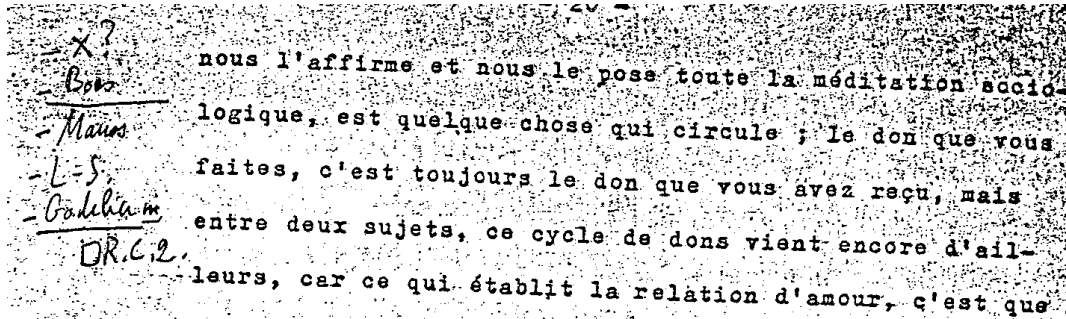 - X ?
- Boas
- Mauss
- L-S.
nous l'affirme et nous le pose toute la méditation socio-
logique, est quelque chose qui circule ; le don que vous
faites, c'est toujours le don que vous avez reçu, mais
entre deux sujets, ce cycle de dons vient encore d'ail-
leurs, car ce qui établit la relation d'amour, c'est que